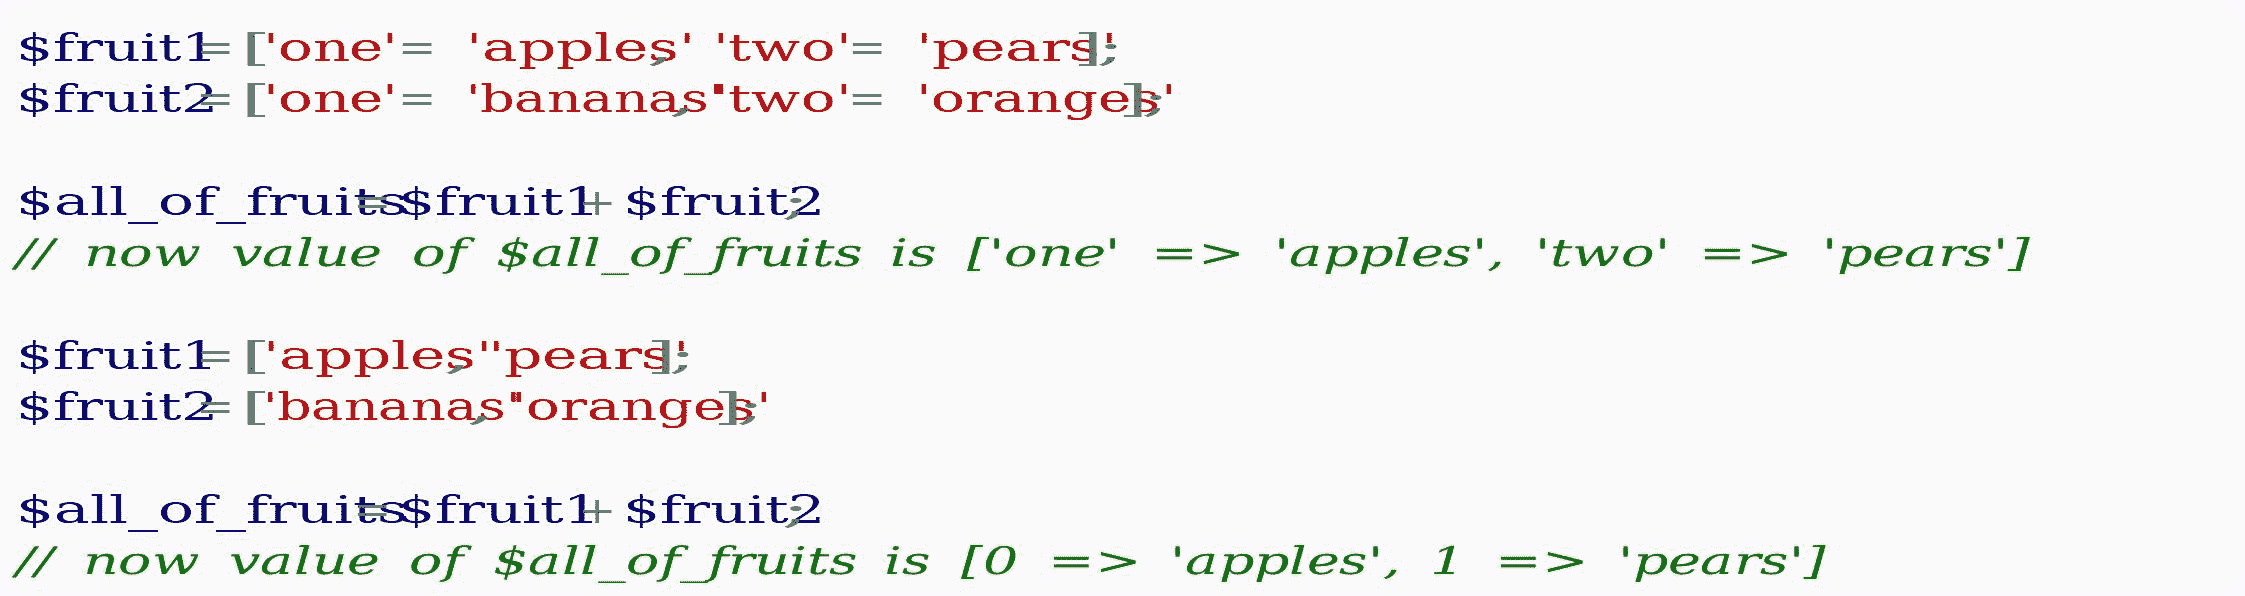 $fruit1 = ['one' = 'apples', 'two' = 'pears'];
$fruit2 = ['one' = 'bananas', 'two' = 'oranges'];
$all_of_fruits = $fruit1 + $fruit2;
// now value of $all_of_fruits is ['one' => 'apples', 'two' => 'pears']
$fruit1 = ['apples', 'pears'];
$fruit2 = ['bananas', 'oranges'];
$all_of_fruits = $fruit1 + $fruit2;
// now value of $all_of_fruits is [0 => 'apples', 1 => 'pears']